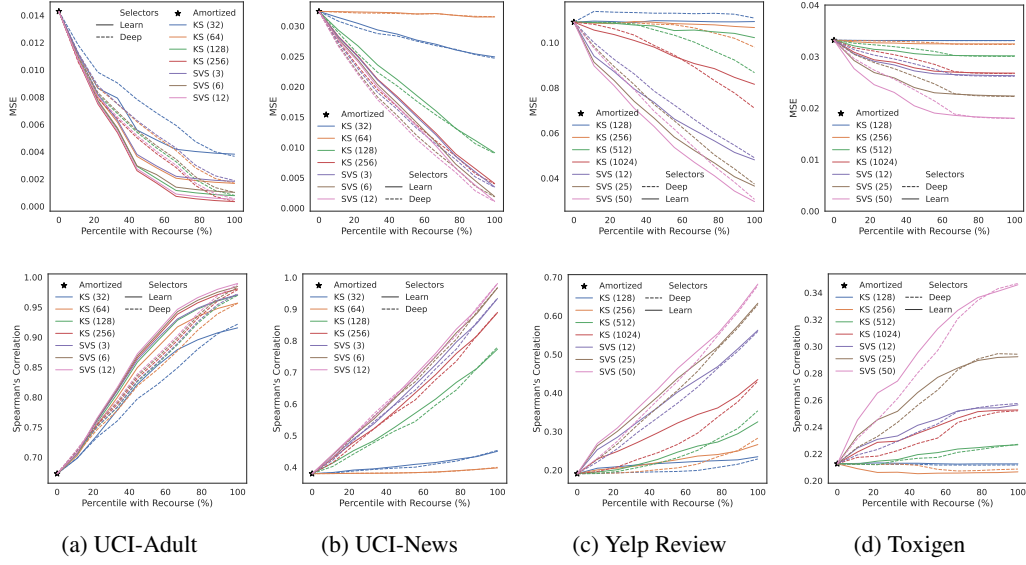 0.014
0.012
0.010
0.008
0.006
0.004
0.002
0.000
MSE
Selectors
Learn
Deep
Amortized
KS (32)
KS (64)
KS (128)
KS (256)
SVS (3)
SVS (6)
SVS (12)
0 20 40 60 80 100
Percentile with Recourse (%)
0.035
0.030
0.025
0.020
0.015
0.010
0.005
0.000
MSE
Amortized
KS (32)
KS (64)
KS (128)
KS (256)
SVS (3)
SVS (6)
SVS (12)
Selectors
Learn
Deep
0 20 40 60 80 100
Percentile with Recourse (%)
0.10
0.08
0.06
0.04
MSE
Amortized
KS (128)
KS (256)
KS (512)
KS (1024)
SVS (12)
SVS (25)
SVS (50)
Selectors
Deep
Learn
0 20 40 60 80 100
Percentile with Recourse (%)
0.04
0.03
0.02
0.01
0.00
MSE
Amortized
KS (128)
KS (256)
KS (512)
KS (1024)
SVS (12)
SVS (25)
SVS (50)
Selectors
Deep
Learn
0 20 40 60 80 100
Percentile with Recourse (%)
1.00
0.95
0.90
0.85
0.80
0.75
0.70
Spearman's Correlation
Amortized
KS (32)
KS (64)
KS (128)
KS (256)
SVS (3)
SVS (6)
SVS (12)
Selectors
Learn
Deep
0 20 40 60 80 100
Percentile with Recourse (%)
1.0
0.9
0.8
0.7
0.6
0.5
0.4
Spearman's Correlation
Amortized
KS (32)
KS (64)
KS (128)
KS (256)
SVS (3)
SVS (6)
SVS (12)
Selectors
Learn
Deep
0 20 40 60 80 100
Percentile with Recourse (%)
0.70
0.60
0.50
0.40
0.30
0.20
Spearman's Correlation
Amortized
KS (128)
KS (256)
KS (512)
KS (1024)
SVS (12)
SVS (25)
SVS (50)
Selectors
Deep
Learn
0 20 40 60 80 100
Percentile with Recourse (%)
0.34
0.32
0.30
0.28
0.26
0.24
0.22
0.20
Spearman's Correlation
Amortized
KS (128)
KS (256)
KS (512)
KS (1024)
SVS (12)
SVS (25)
SVS (50)
Selectors
Deep
Learn
0 20 40 60 80 100
Percentile with Recourse (%)
(a) UCI-Adult
(b) UCI-News
(c) Yelp Review
(d) Toxigen